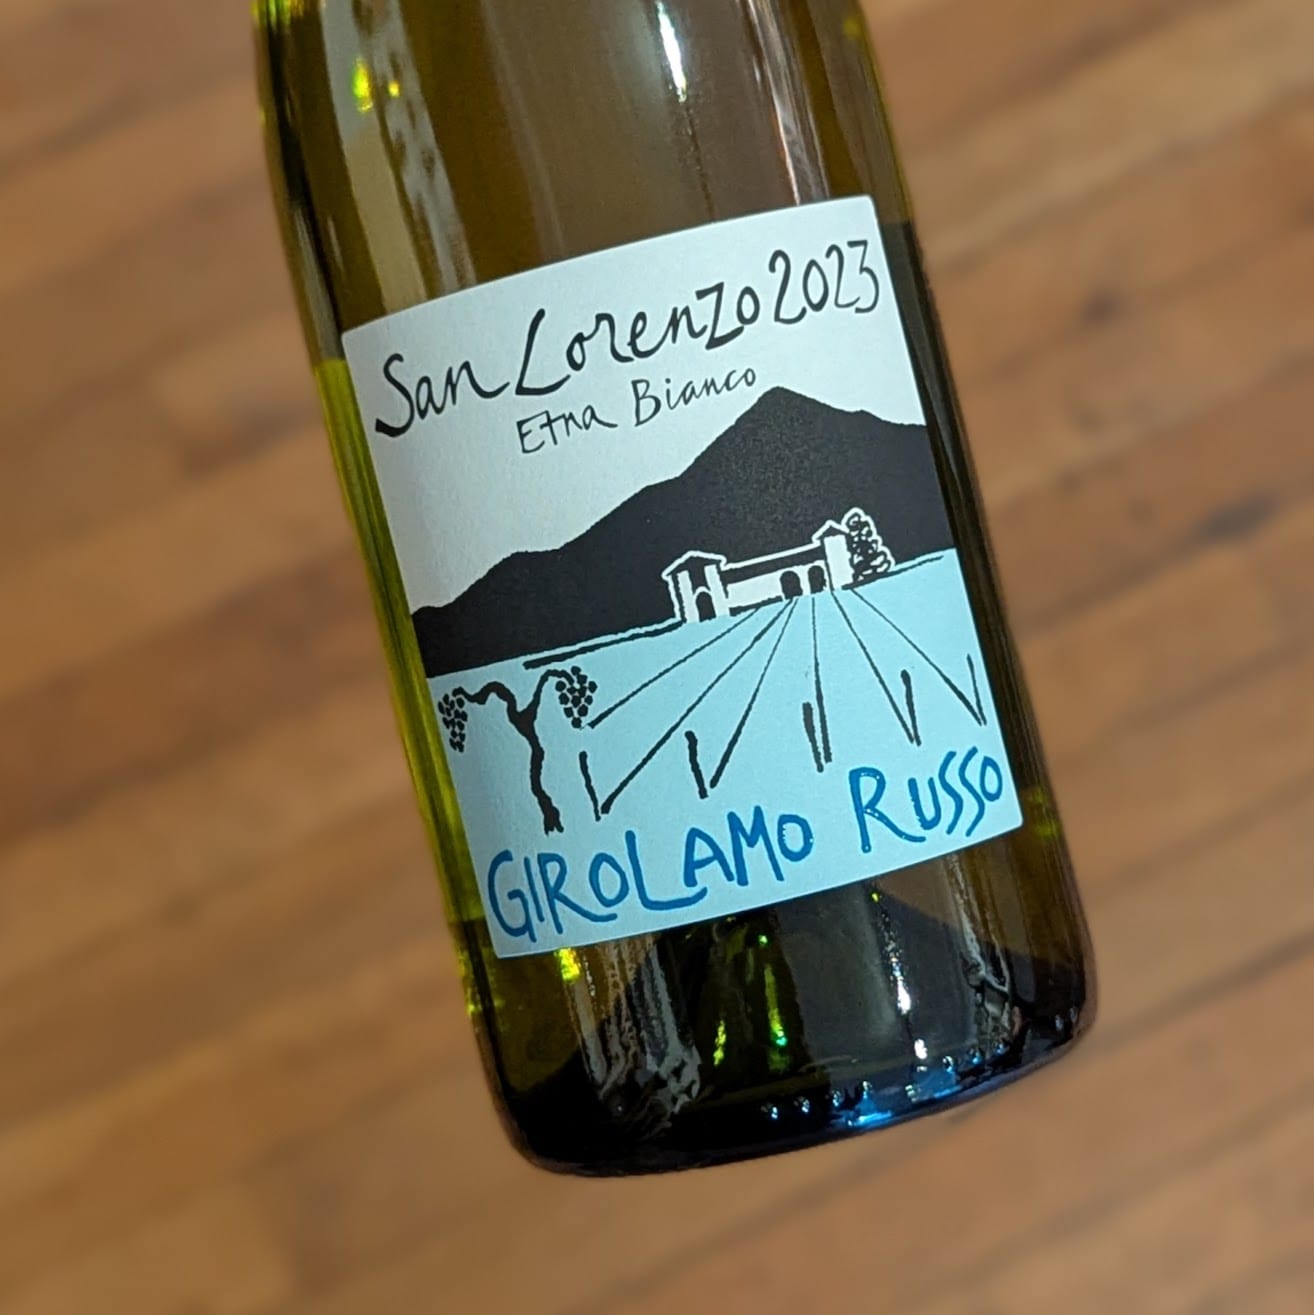 San Lorenzo 2023
Etna Bianco
GIROLAMO RUSSO